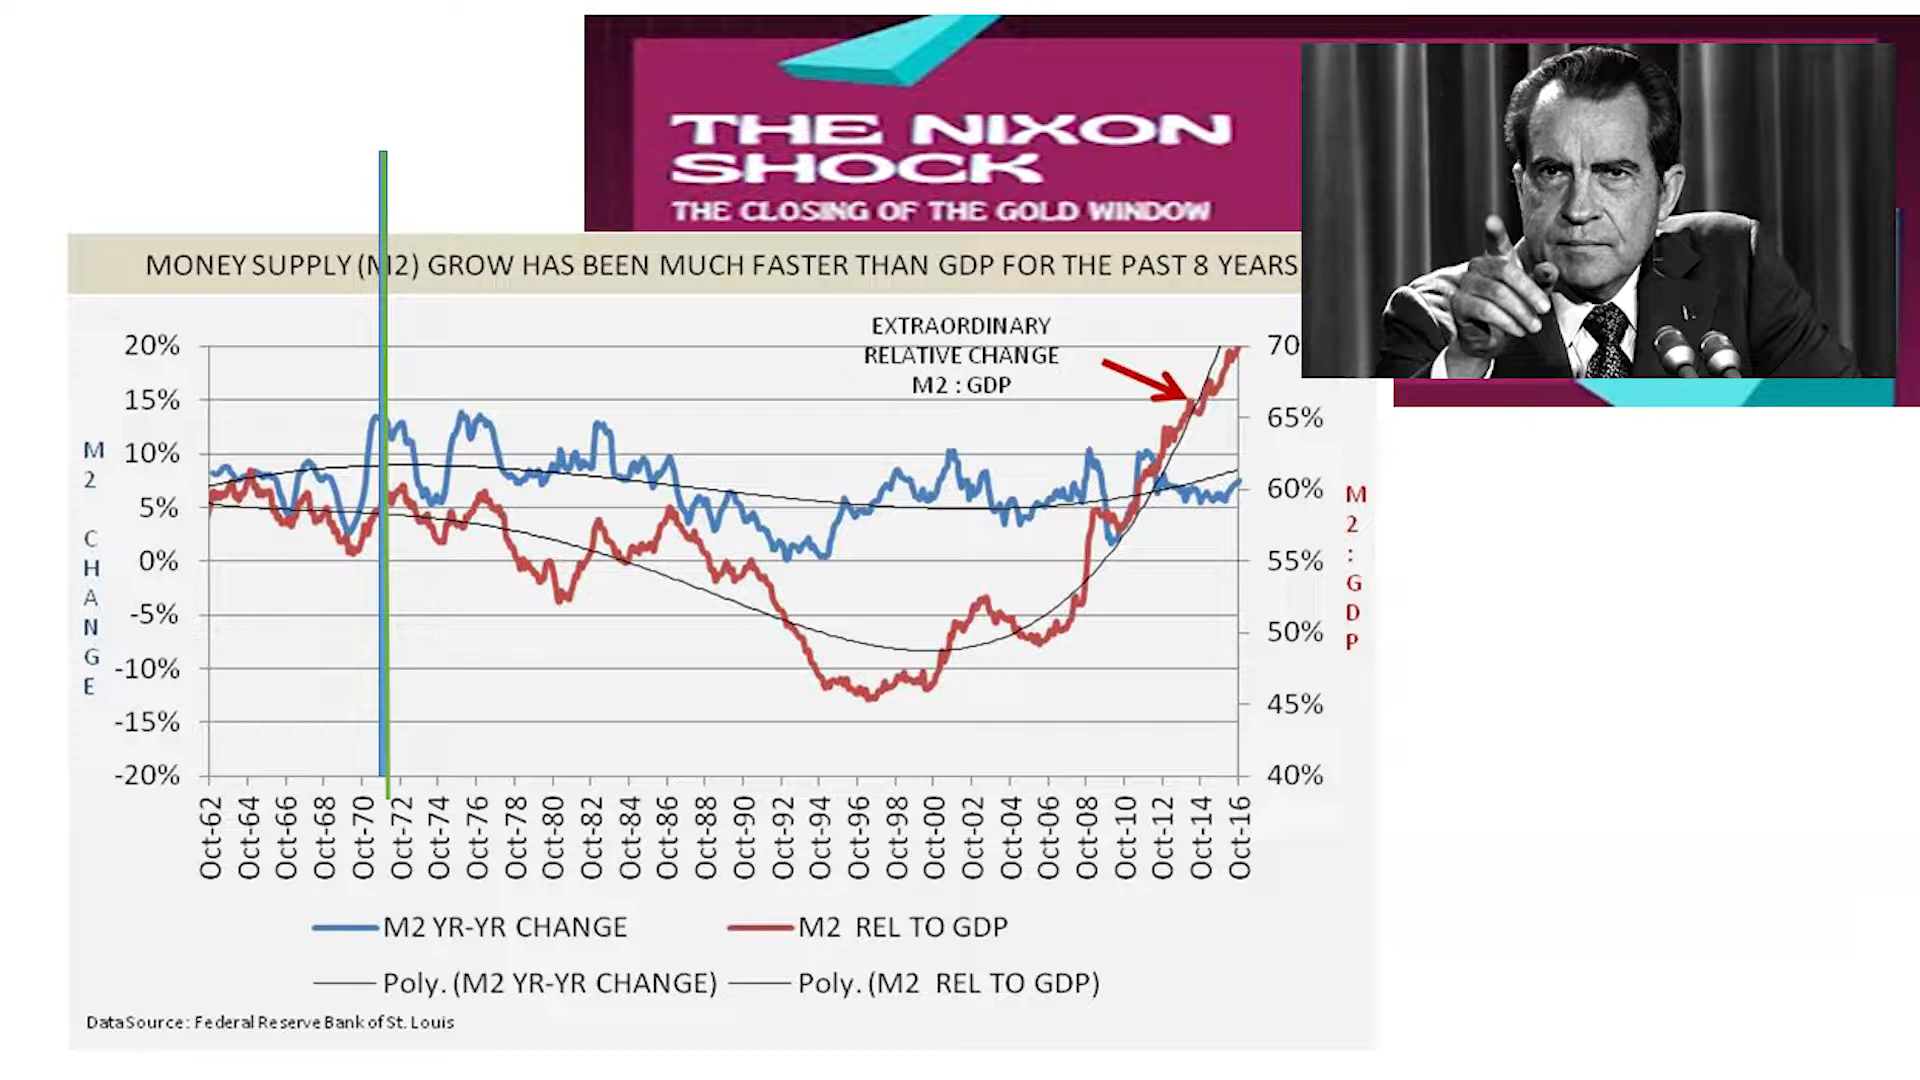 THE NIXON
SHOCK
THE CLOSING OF THE GOLD WINDOW
MONEY SUPPLY (M2) GROW HAS BEEN MUCH FASTER THAN GDP FOR THE PAST 8 YEARS
EXTRAORDINARY
RELATIVE CHANGE
M2 : GDP
M2 CHANGE
20%
15%
10%
5%
0%
-5%
-10%
-15%
-20%
70
65%
60%
55%
50%
45%
40%
M2:GDP
Oct-62
Oct-64
Oct-66
Oct-68
Oct-70
Oct-72
Oct-74
Oct-76
Oct-78
Oct-80
Oct-82
Oct-84
Oct-86
Oct-88
Oct-90
Oct-92
Oct-94
Oct-96
Oct-98
Oct-00
Oct-02
Oct-04
Oct-06
Oct-08
Oct-10
Oct-12
Oct-14
Oct-16
M2 YR-YR CHANGE
M2 REL TO GDP
Poly. (M2 YR-YR CHANGE)
Poly. (M2 REL TO GDP)
Data Source: Federal Reserve Bank of St. Louis